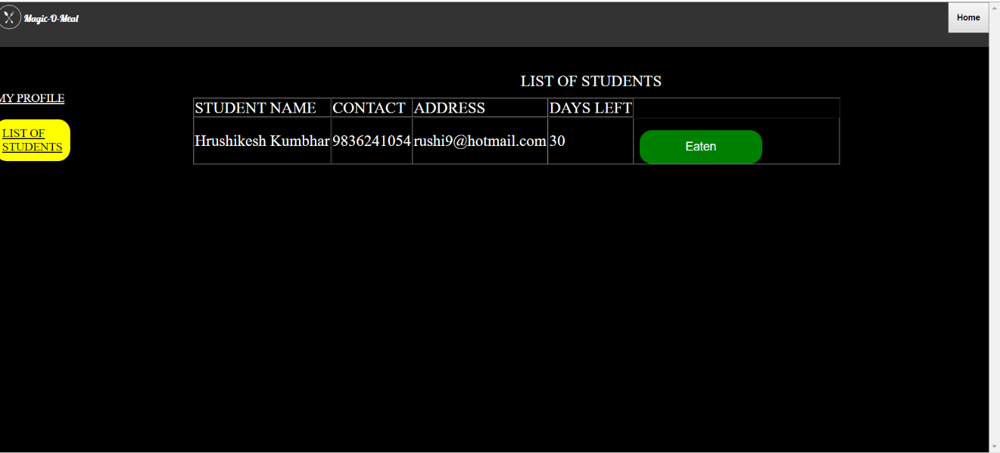 Magic-O-Meal
Home
MY PROFILE
LIST OF
STUDENTS
LIST OF STUDENTS
STUDENT NAME CONTACT ADDRESS DAYS LEFT
Hrushikesh Kumbhar 9836241054 rushi9@hotmail.com 30 Eaten